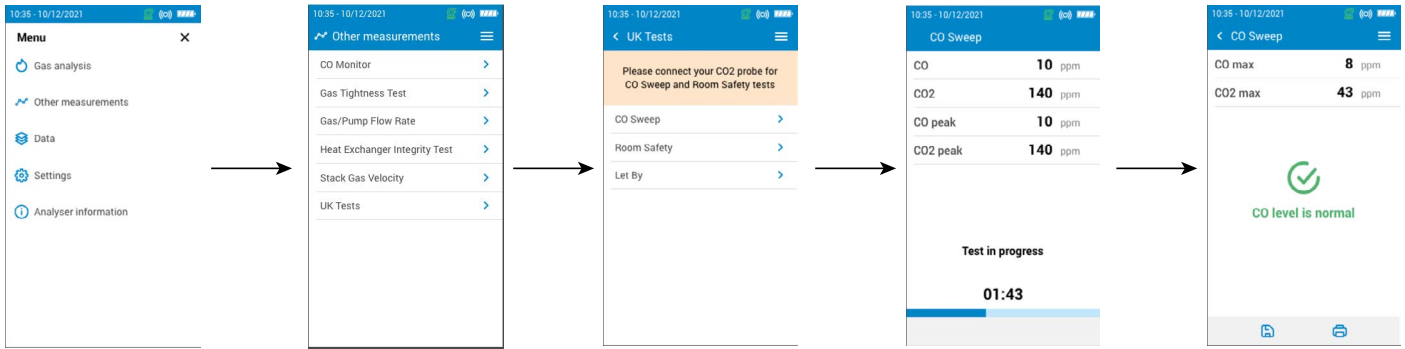 10:35 - 10/12/2021
Menu
Gas analysis
Other measurements
Data
Settings
Analyser information
10:35 - 10/12/2021
Other measurements
CO Monitor
Gas Tightness Test
Gas/Pump Flow Rate
Heat Exchanger Integrity Test
Stack Gas Velocity
UK Tests
10:35 - 10/12/2021
UK Tests
Please connect your CO2 probe for
CO Sweep and Room Safety tests
CO Sweep
Room Safety
Let By
10:35 - 10/12/2021
CO Sweep
CO 10 ppm
CO2 140 ppm
CO peak 10 ppm
CO2 peak 140 ppm
Test in progress
01:43
10:35 - 10/12/2021
CO Sweep
CO max 8 ppm
CO2 max 43 ppm
CO level is normal